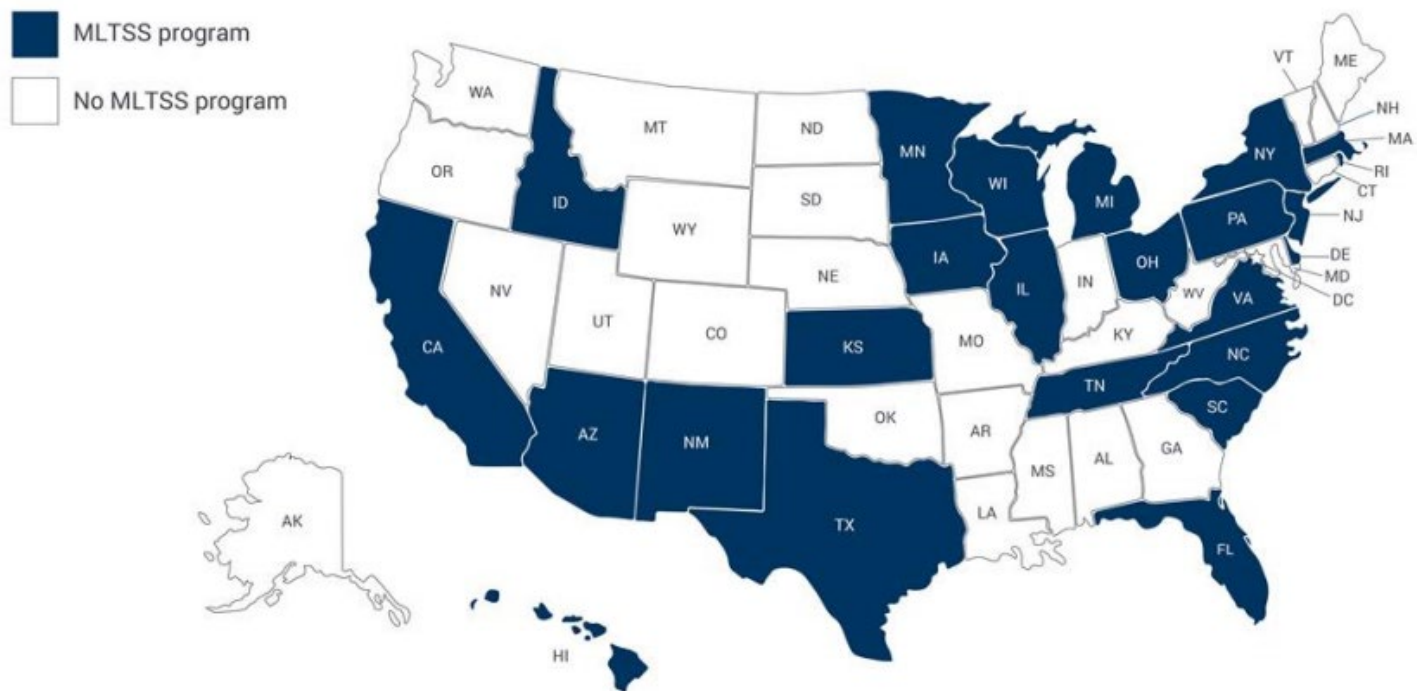 MLTSS program
No MLTSS program
WA
MT
ND
MN
VT
ME
NH
MA
RI
CT
NJ
DE
MD
DC
OR
ID
WY
SD
WI
MI
NY
PA
NV
UT
CO
NE
IA
IL
IN
OH
WV
VA
CA
KS
MO
KY
NC
AZ
NM
OK
AR
TN
SC
MS
AL
GA
AK
TX
LA
FL
HI